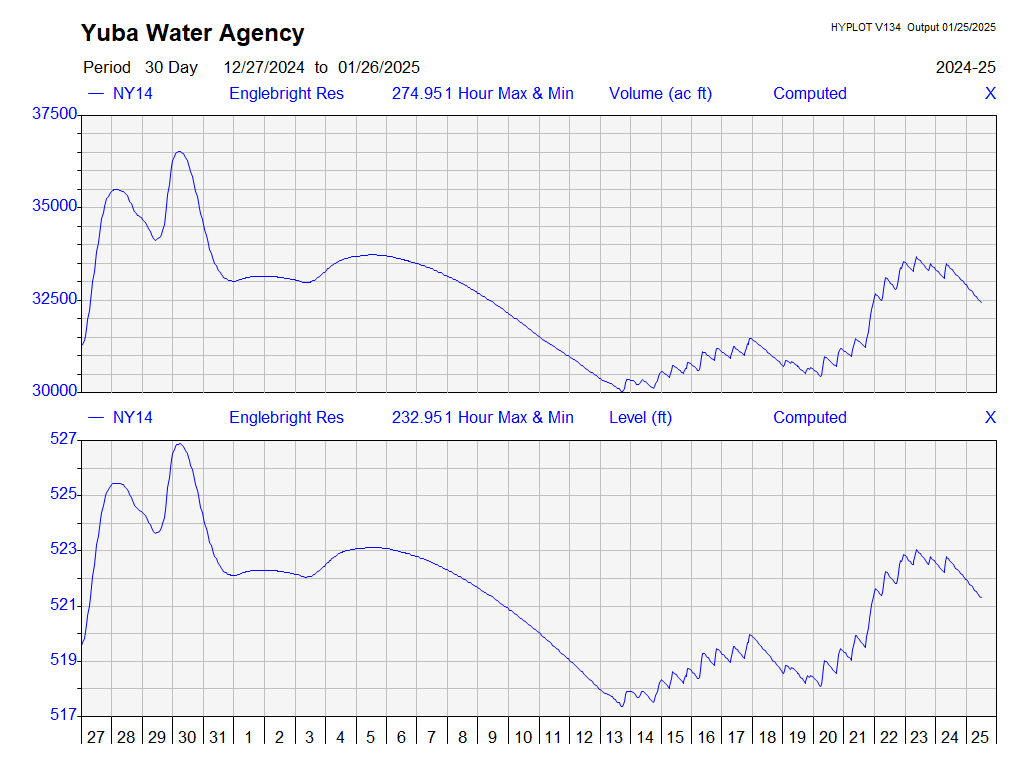 Yuba Water Agency
HYPLOT V134 Output 01/25/2025
Period 30 Day 12/27/2024 to 01/26/2025 2024-25
NY14 Englebright Res 274.951 Hour Max & Min Volume (ac ft) Computed X
37500
35000
32500
30000
NY14 Englebright Res 232.951 Hour Max & Min Level (ft) Computed X
527
525
523
521
519
517
27 28 29 30 31 1 2 3 4 5 6 7 8 9 10 11 12 13 14 15 16 17 18 19 20 21 22 23 24 25